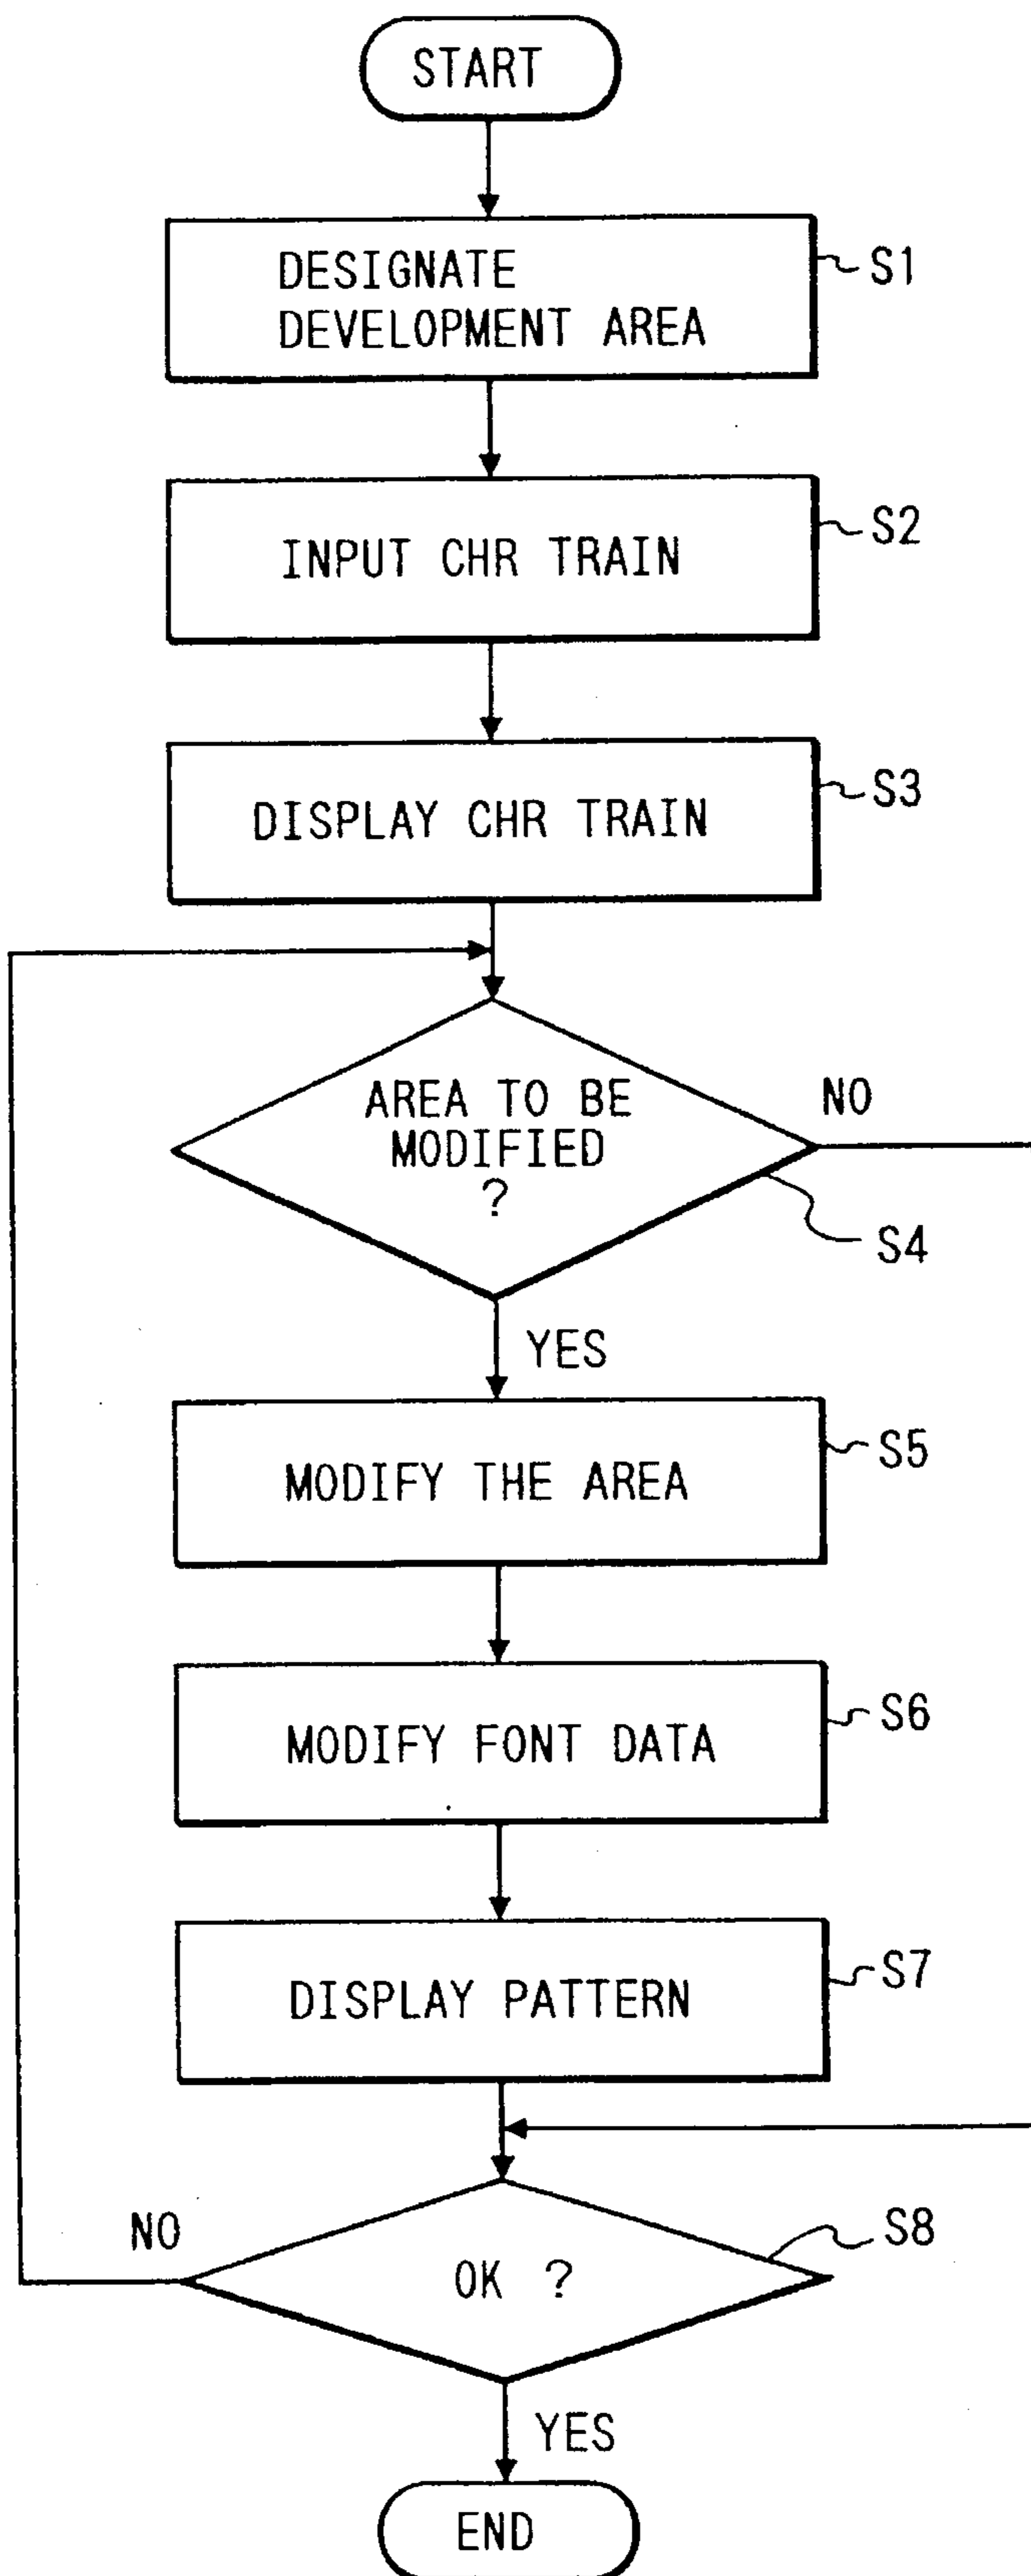 START
DESIGNATE
DEVELOPMENT AREA
S1
INPUT CHR TRAIN
S2
DISPLAY CHR TRAIN
S3
AREA TO BE
MODIFIED
?
NO
S4
YES
MODIFY THE AREA
S5
MODIFY FONT DATA
S6
DISPLAY PATTERN
S7
NO
OK ?
S8
YES
END